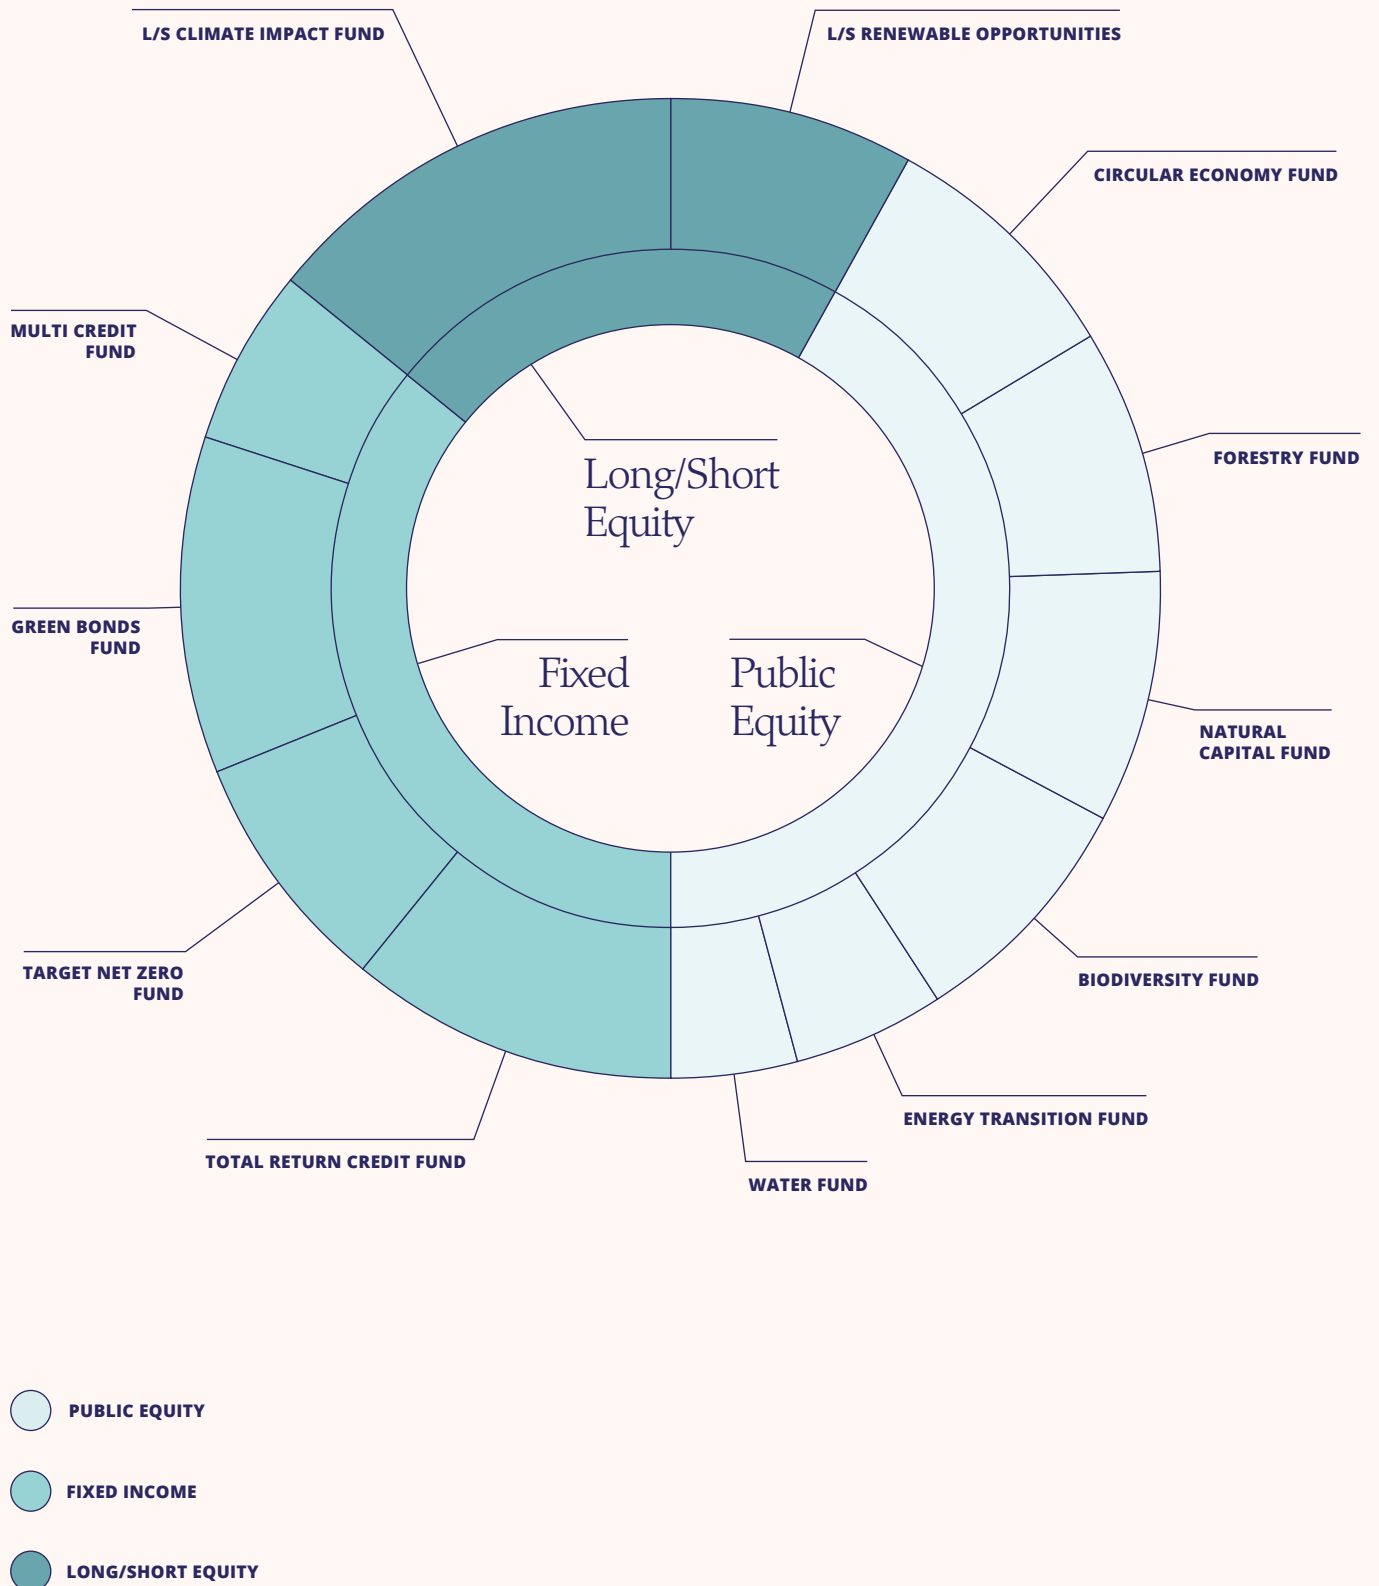 L/S CLIMATE IMPACT FUND
L/S RENEWABLE OPPORTUNITIES
CIRCULAR ECONOMY FUND
MULTI CREDIT
FUND
FORESTRY FUND
Long/Short
Equity
GREEN BONDS
FUND
Fixed
Income
Public
Equity
NATURAL
CAPITAL FUND
TARGET NET ZERO
FUND
BIODIVERSITY FUND
ENERGY TRANSITION FUND
TOTAL RETURN CREDIT FUND
WATER FUND
PUBLIC EQUITY
FIXED INCOME
LONG/SHORT EQUITY